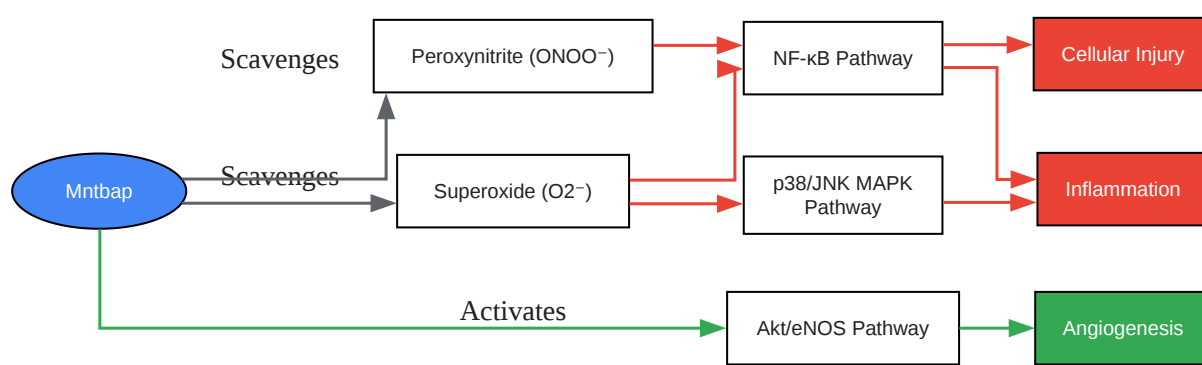 Scavenges
Peroxynitrite (ONOO⁻)
NF-κB Pathway
Cellular Injury
Mntbap
Scavenges
Superoxide (O2⁻)
p38/JNK MAPK
Pathway
Inflammation
Activates
Akt/eNOS Pathway
Angiogenesis